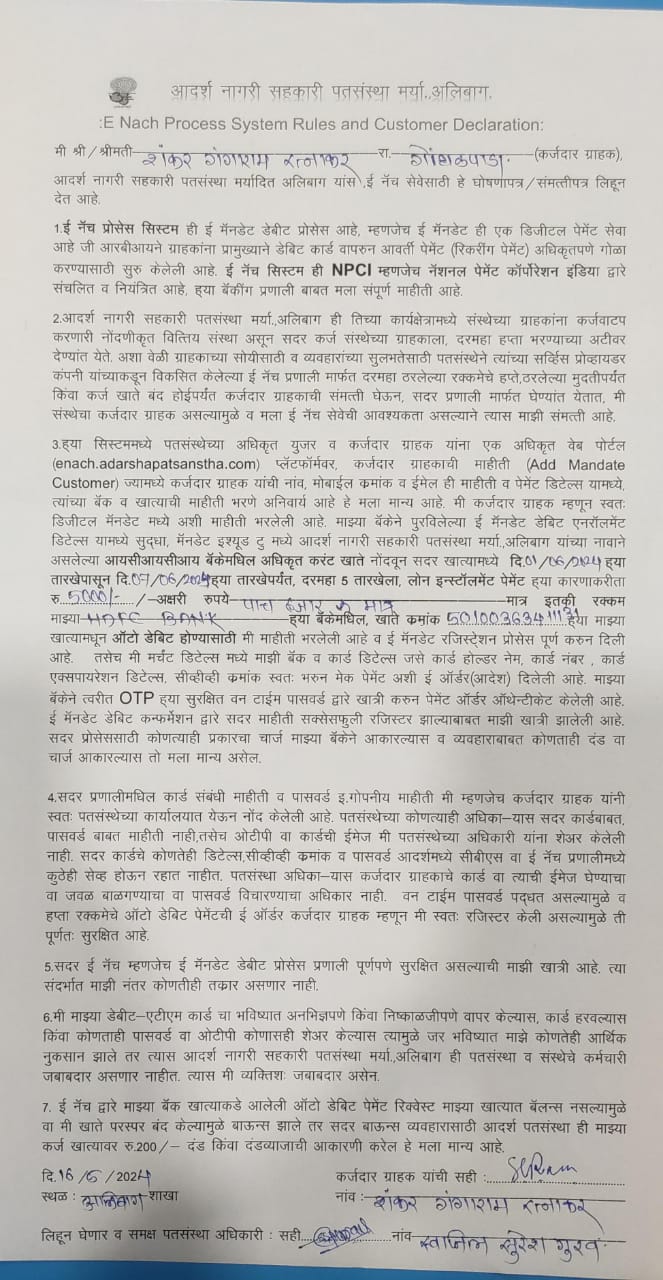 आदर्श नागरी सहकारी पतसंस्था मर्या.,अलिबाग.
:E Nach Process System Rules and Customer Declaration:
मी श्री/श्रीमती शंकर गंगाराम रत्नाकर रा. (कर्जदार ग्राहक),
आदर्श नागरी सहकारी पतसंस्था मर्यादित अलिबाग यांसे ,ई नॅच सेवेसाठी हे घोषणापत्र/संमत्तीपत्र लिहून
देत आहे.
1.ई नॅच प्रोसेस सिस्टम ही ई मॅनडेट डेबीट प्रोसेस आहे, म्हणजेच ई मॅनडेट ही एक डिजीटल पेमेंट सेवा
आहे जी आरबीआयने ग्राहकांना प्रामुख्याने डेबिट कार्ड वापरुन आवर्ती पेमेंट (रिकरींग पेमेंट) अधिकृतपणे गोळा
करण्यासाठी सुरु केलेली आहे. ई नॅच सिस्टम ही NPCI म्हणजेच नॅशनल पेमेंट कॉर्पोरेशन इंडिया द्वारे
संचलित व नियंत्रित आहे, ह्या बॅकींग प्रणाली बाबत मला संपूर्ण माहीती आहे.
2.आदर्श नागरी सहकारी पतसंस्था मर्या.,अलिबाग ही तिच्या कार्यक्षेत्रामध्ये संस्थेच्या ग्राहकांना कर्जवाटप
करणारी नोंदणीकृत वित्तिय संस्था असून सदर कर्ज संस्थेच्या ग्राहकाला, दरमहा हप्ता भरण्याच्या अटीवर
देण्यांत येते. अशा वेळी ग्राहकाच्या सोयीसाठी व व्यवहारांच्या सुलभतेसाठी पतसंस्थेने त्यांच्या सर्व्हिस प्रोव्हायडर
कंपनी यांच्याकडून विकसित केलेल्या ई नॅच प्रणाली मार्फत दरमहा ठरलेल्या रक्कमेचे हप्ते,ठरलेल्या मुदतीपर्यंत
किंवा कर्ज खाते बंद होईपर्यंत कर्जदार ग्राहकाची संमत्ती घेऊन, सदर प्रणाली मार्फत घेण्यांत येतात, मी
संस्थेचा कर्जदार ग्राहक असल्यामुळे व मला ई नॅच सेवेची आवश्यकता असल्याने त्यास माझी संमत्ती आहे.
3.ह्या सिस्टममध्ये पतसंस्थेच्या अधिकृत युजर व कर्जदार ग्राहक यांना एक अधिकृत वेब पोर्टल
(enach.adarshapatsanstha.com) प्लॅटफॉर्मवर, कर्जदार ग्राहकाची माहीती (Add Mandate
Customer) ज्यामध्ये कर्जदार ग्राहक यांची नांव, मोबाईल क्रमांक व ईमेल ही माहीती व पेमेंट डिटेल्स यामध्ये,
त्यांच्या बॅक व खात्याची माहीती भरणे अनिवार्य आहे हे मला मान्य आहे. मी कर्जदार ग्राहक म्हणून स्वतः
डिजीटल मॅनडेट मध्ये अशी माहीती भरलेली आहे. माझ्या बॅकेने पुरविलेल्या ई मॅनडेट डेबिट एनरॉलमेंट
डिटेल्स यामध्ये सुद्धा, मॅनडेट इश्यूड टु मध्ये आदर्श नागरी सहकारी पतसंस्था मर्या.,अलिबाग यांच्या नावाने
असलेल्या आयसीआयसीआय बॅकेमधिल अधिकृत करंट खाते नोंदवून सदर खात्यामध्ये दि.01/06/2024 ह्या
तारखेपासून दि.07/06/2024 ह्या तारखेपर्यंत, दरमहा 5 तारखेला, लोन इन्स्टॉलमेंट पेमेंट ह्या कारणाकरीता
रु.5000/- /-अक्षरी रुपये पाच हजार रु मात्र मात्र इतकी रक्कम
माझ्या HDFC BANK ह्या बॅकेमधिल, खाते क्रमांक ह्या माझ्या
खात्यामधून ऑटो डेबिट होण्यासाठी मी माहीती भरलेली आहे व ई मॅनडेट रजिस्ट्रेशन प्रोसेस पूर्ण करुन दिली
आहे. तसेच मी मर्चंट डिटेल्स मध्ये माझी बॅक व कार्ड डिटेल्स जसे कार्ड होल्डर नेम, कार्ड नंबर , कार्ड
एक्सपायरेशन डिटेल्स, सीव्हीव्ही क्रमांक स्वतः भरुन मेक पेमेंट अशी ई ऑर्डर(आदेश) दिलेली आहे. माझ्या
बॅकेने त्वरीत OTP ह्या सुरक्षित वन टाईम पासवर्ड द्वारे खात्री करुन पेमेंट ऑर्डर ऑथेन्टीकेट केलेली आहे.
ई मॅनडेट डेबिट कन्फर्मेशन द्वारे सदर माहीती सक्सेसफुली रजिस्टर झाल्याबाबत माझी खात्री झालेली आहे.
सदर प्रोसेससाठी कोणत्याही प्रकारचा चार्ज माझ्या बॅकेने आकारल्यास व व्यवहाराबाबत कोणताही दंड वा
चार्ज आकारल्यास तो मला मान्य असेल.
4.सदर प्रणालीमधिल कार्ड संबंधी माहीती व पासवर्ड इ.गोपनीय माहीती मी म्हणजेच कर्जदार ग्राहक यांनी
स्वतः पतसंस्थेच्या कार्यालयात येऊन नोंद केलेली आहे. पतसंस्थेच्या कोणत्याही अधिका-यास सदर कार्डबाबत,
पासवर्ड बाबत माहीती नाही,तसेच ओटीपी वा कार्डची ईमेज मी पतसंस्थेच्या अधिकारी यांना शेअर केलेली
नाही. सदर कार्डचे कोणतेही डिटेल्स,सीव्हीव्ही क्रमांक व पासवर्ड आदर्शमध्ये सीबीएस वा ई नॅच प्रणालीमध्ये
कुठेही सेव्ह होऊन रहात नाहीत. पतसंस्था अधिका-यास कर्जदार ग्राहकाचे कार्ड वा त्याची ईमेज घेण्याचा
वा जवळ बाळगण्याचा वा पासवर्ड विचारण्याचा अधिकार नाही. वन टाईम पासवर्ड पद्धत असल्यामुळे व
हप्ता रक्कमेचे ऑटो डेबिट पेमेंटची ई ऑर्डर कर्जदार ग्राहक म्हणून मी स्वतः रजिस्टर केली असल्यामुळे ती
पूर्णतः सुरक्षित आहे.
5.सदर ई नॅच म्हणजेच ई मॅनडेट डेबीट प्रोसेस प्रणाली पूर्णपणे सुरक्षित असल्याची माझी खात्री आहे. त्या
संदर्भात माझी नंतर कोणतीही तक्रार असणार नाही.
6.मी माझ्या डेबीट-एटीएम कार्ड चा भविष्यात अनभिज्ञपणे किंवा निष्काळजीपणे वापर केल्यास, कार्ड हरवल्यास
किंवा कोणताही पासवर्ड वा ओटीपी कोणासही शेअर केल्यास त्यामुळे जर भविष्यात माझे कोणतेही आर्थिक
नुकसान झाले तर त्यास आदर्श नागरी सहकारी पतसंस्था मर्या.,अलिबाग ही पतसंस्था व संस्थेचे कर्मचारी
जबाबदार असणार नाहीत. त्यास मी व्यक्तिशः जबाबदार असेन.
7. ई नॅच द्वारे माझ्या बॅक खात्याकडे आलेली ऑटो डेबिट पेमेंट रिक्वेस्ट माझ्या खात्यात बॅलन्स नसल्यामुळे
वा मी खाते परस्पर बंद केल्यामुळे बाऊन्स झाले तर सदर बाऊन्स व्यवहारासाठी आदर्श पतसंस्था ही माझ्या
कर्ज खात्यावर रु.200/- दंड किंवा दंडव्याजाची आकारणी करेल हे मला मान्य आहे.
दि.16/5/2024 कर्जदार ग्राहक यांची सही :
स्थळ : अलिबाग शाखा नांव : शंकर गंगाराम रत्नाकर
लिहून घेणार व समक्ष पतसंस्था अधिकारी : सही नांव स्वाजिल सुरेश गुरव.